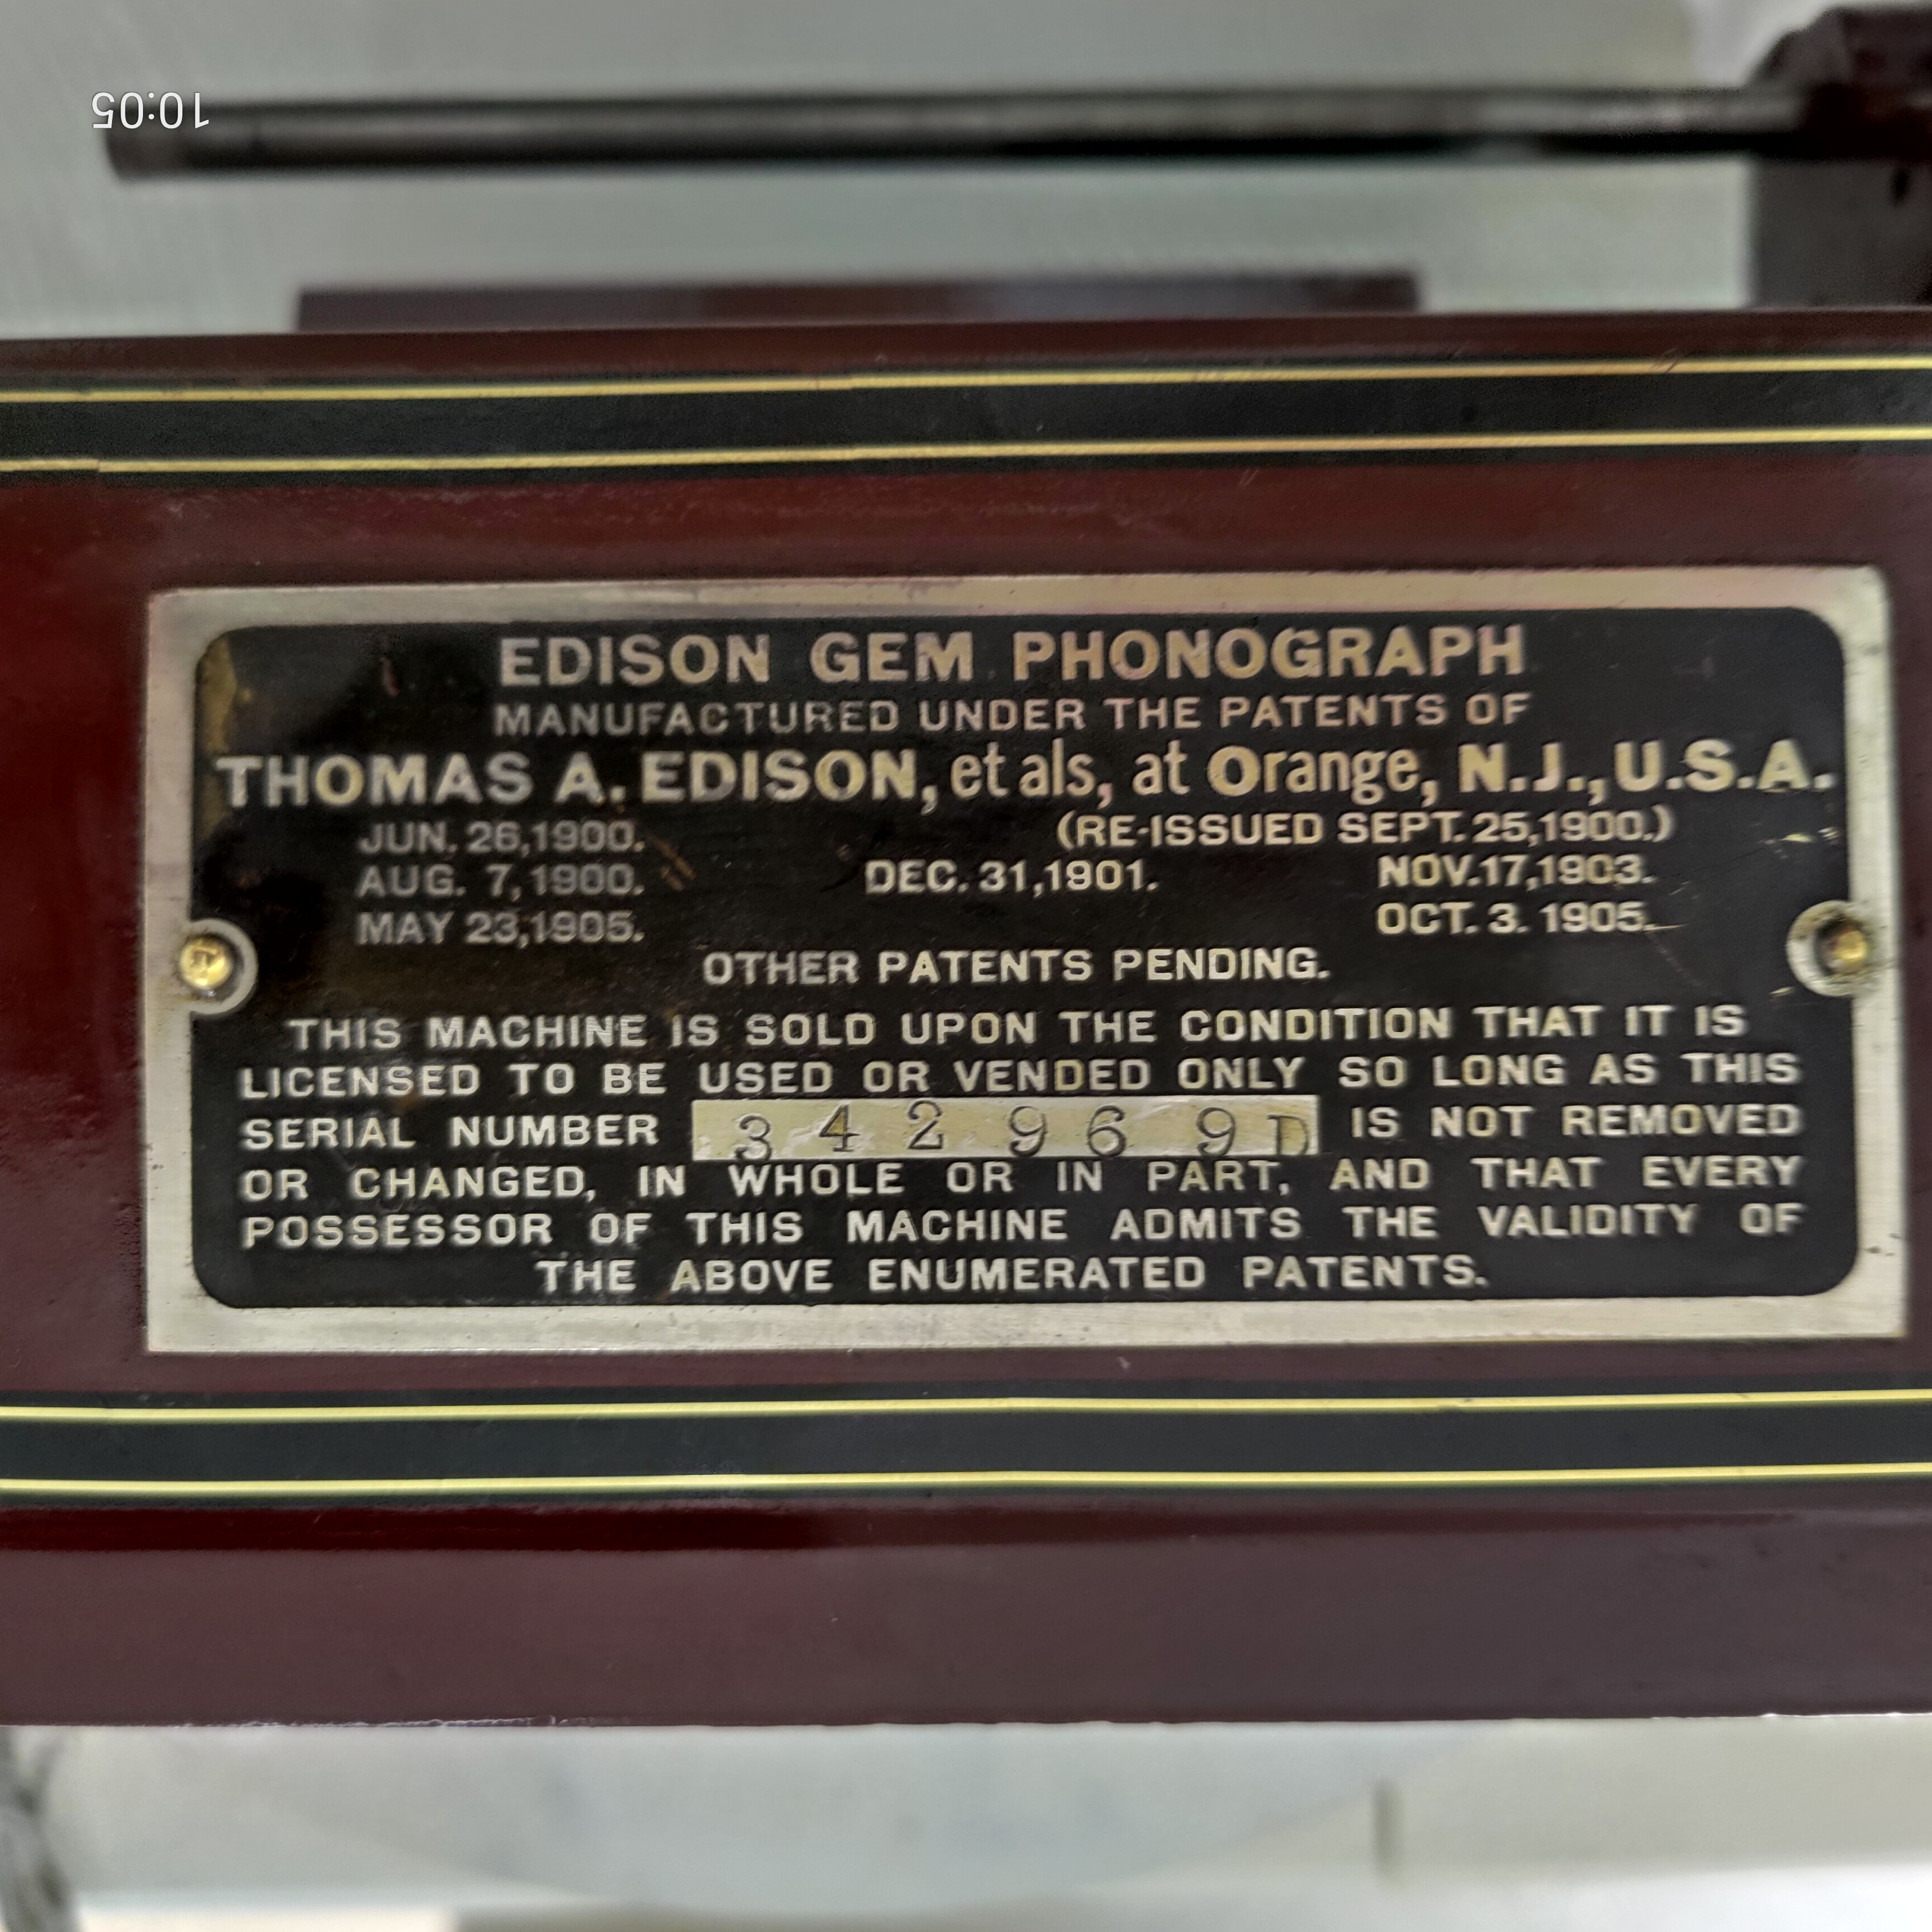 10:05
EDISON GEM PHONOGRAPH
MANUFACTURED UNDER THE PATENTS OF
THOMAS A. EDISON, et als, at Orange, N.J., U.S.A.
JUN. 26,1900. (RE-ISSUED SEPT. 25,1900.)
AUG. 7,1900. DEC. 31,1901. NOV.17,1903.
MAY 23,1905. OCT. 3. 1905.
OTHER PATENTS PENDING.
THIS MACHINE IS SOLD UPON THE CONDITION THAT IT IS
LICENSED TO BE USED OR VENDED ONLY SO LONG AS THIS
SERIAL NUMBER 342969D IS NOT REMOVED
OR CHANGED, IN WHOLE OR IN PART, AND THAT EVERY
POSSESSOR OF THIS MACHINE ADMITS THE VALIDITY OF
THE ABOVE ENUMERATED PATENTS.